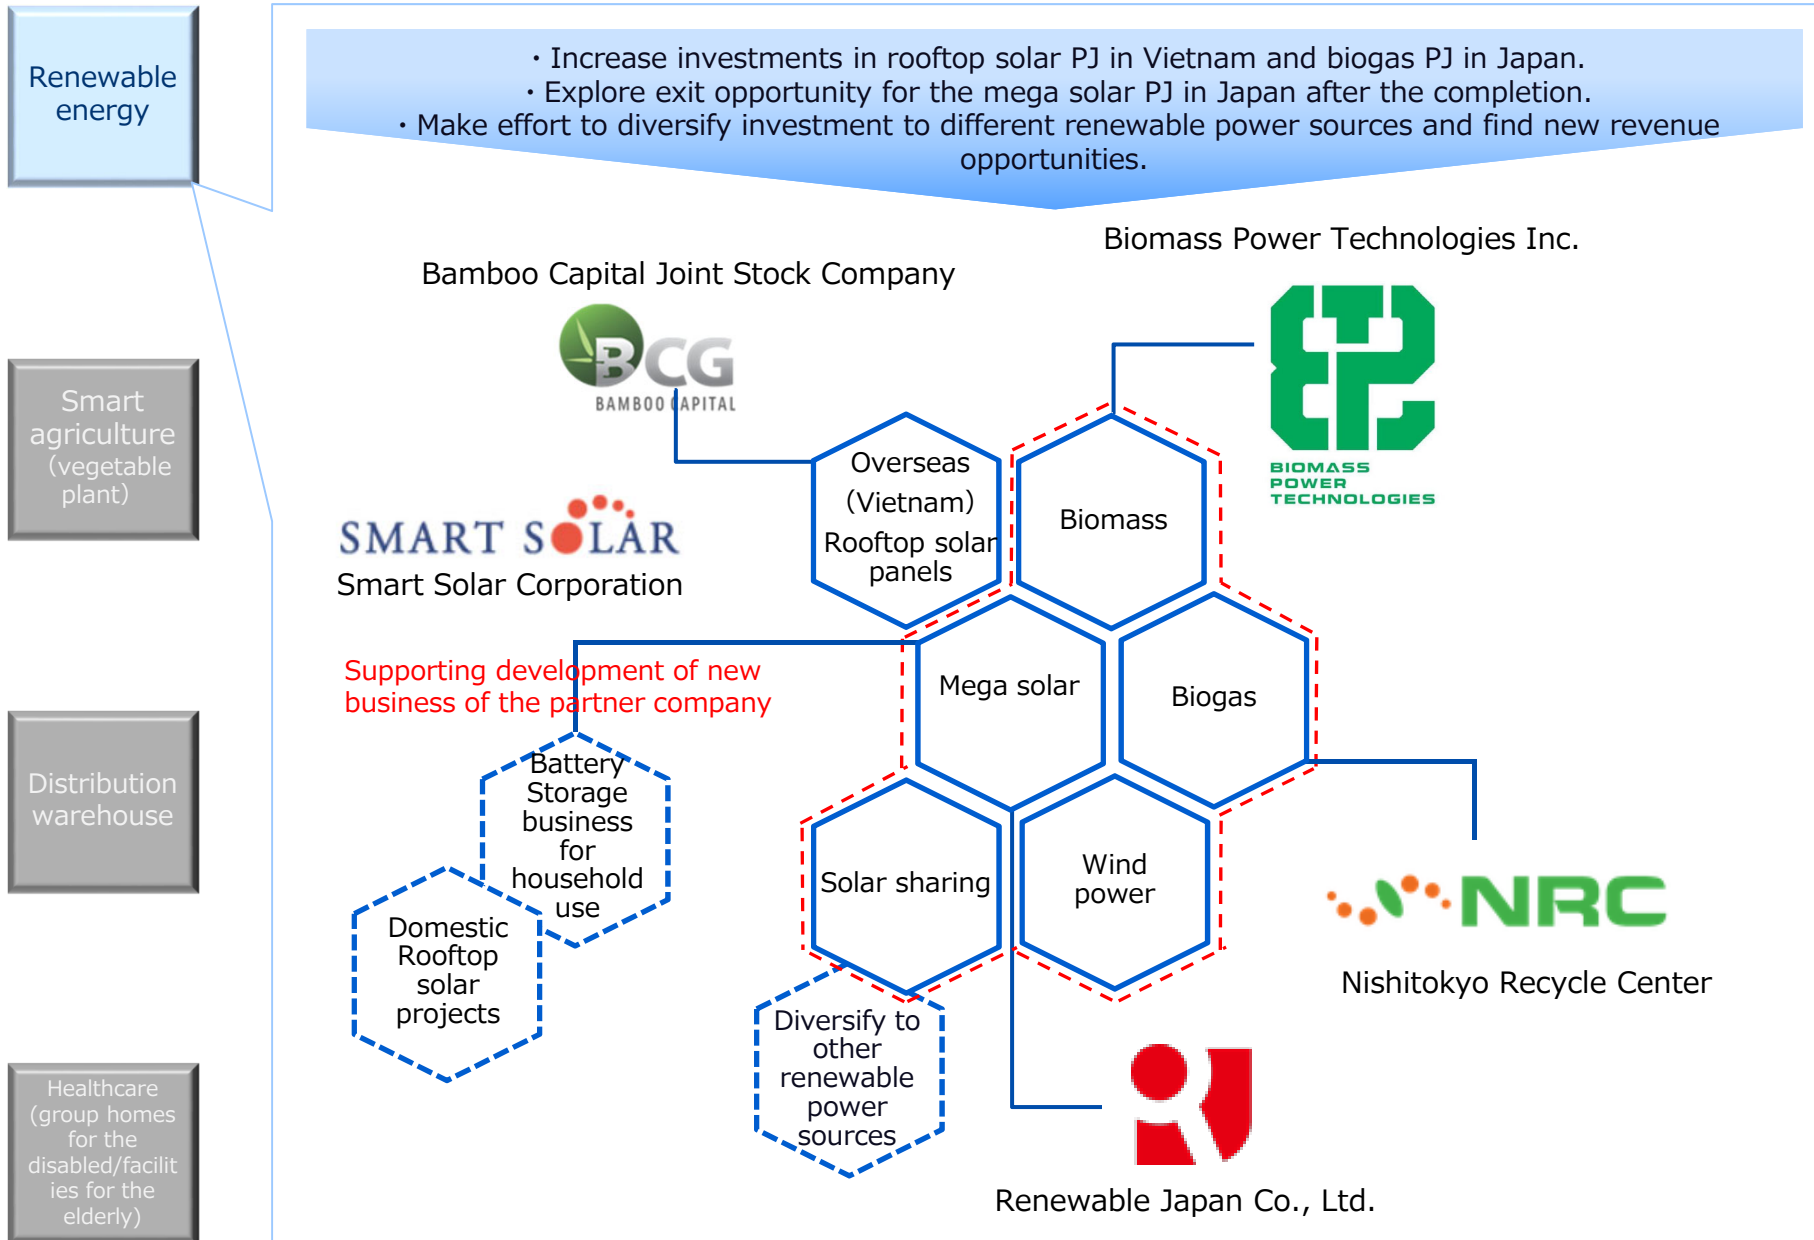 Renewable
energy
・Increase investments in rooftop solar PJ in Vietnam and biogas PJ in Japan.
・Explore exit opportunity for the mega solar PJ in Japan after the completion.
・Make effort to diversify investment to different renewable power sources and find new revenue
opportunities.
Smart
agriculture
（vegetable
plant）
Distribution
warehouse
Healthcare
(group homes
for the
disabled/facilit
ies for the
elderly)
Biomass Power Technologies Inc.
Bamboo Capital Joint Stock Company
BCG
BAMBOO CAPITAL
BIOMASS
POWER
TECHNOLOGIES
SMART SOLAR
Smart Solar Corporation
Overseas
（Vietnam）
Rooftop solar
panels
Biomass
Supporting development of new
business of the partner company
Mega solar
Biogas
Battery
Storage
business
for
household
use
Domestic
Rooftop
solar
projects
Solar sharing
Wind
power
NRC
Nishitokyo Recycle Center
Diversify to
other
renewable
power
sources
Renewable Japan Co., Ltd.